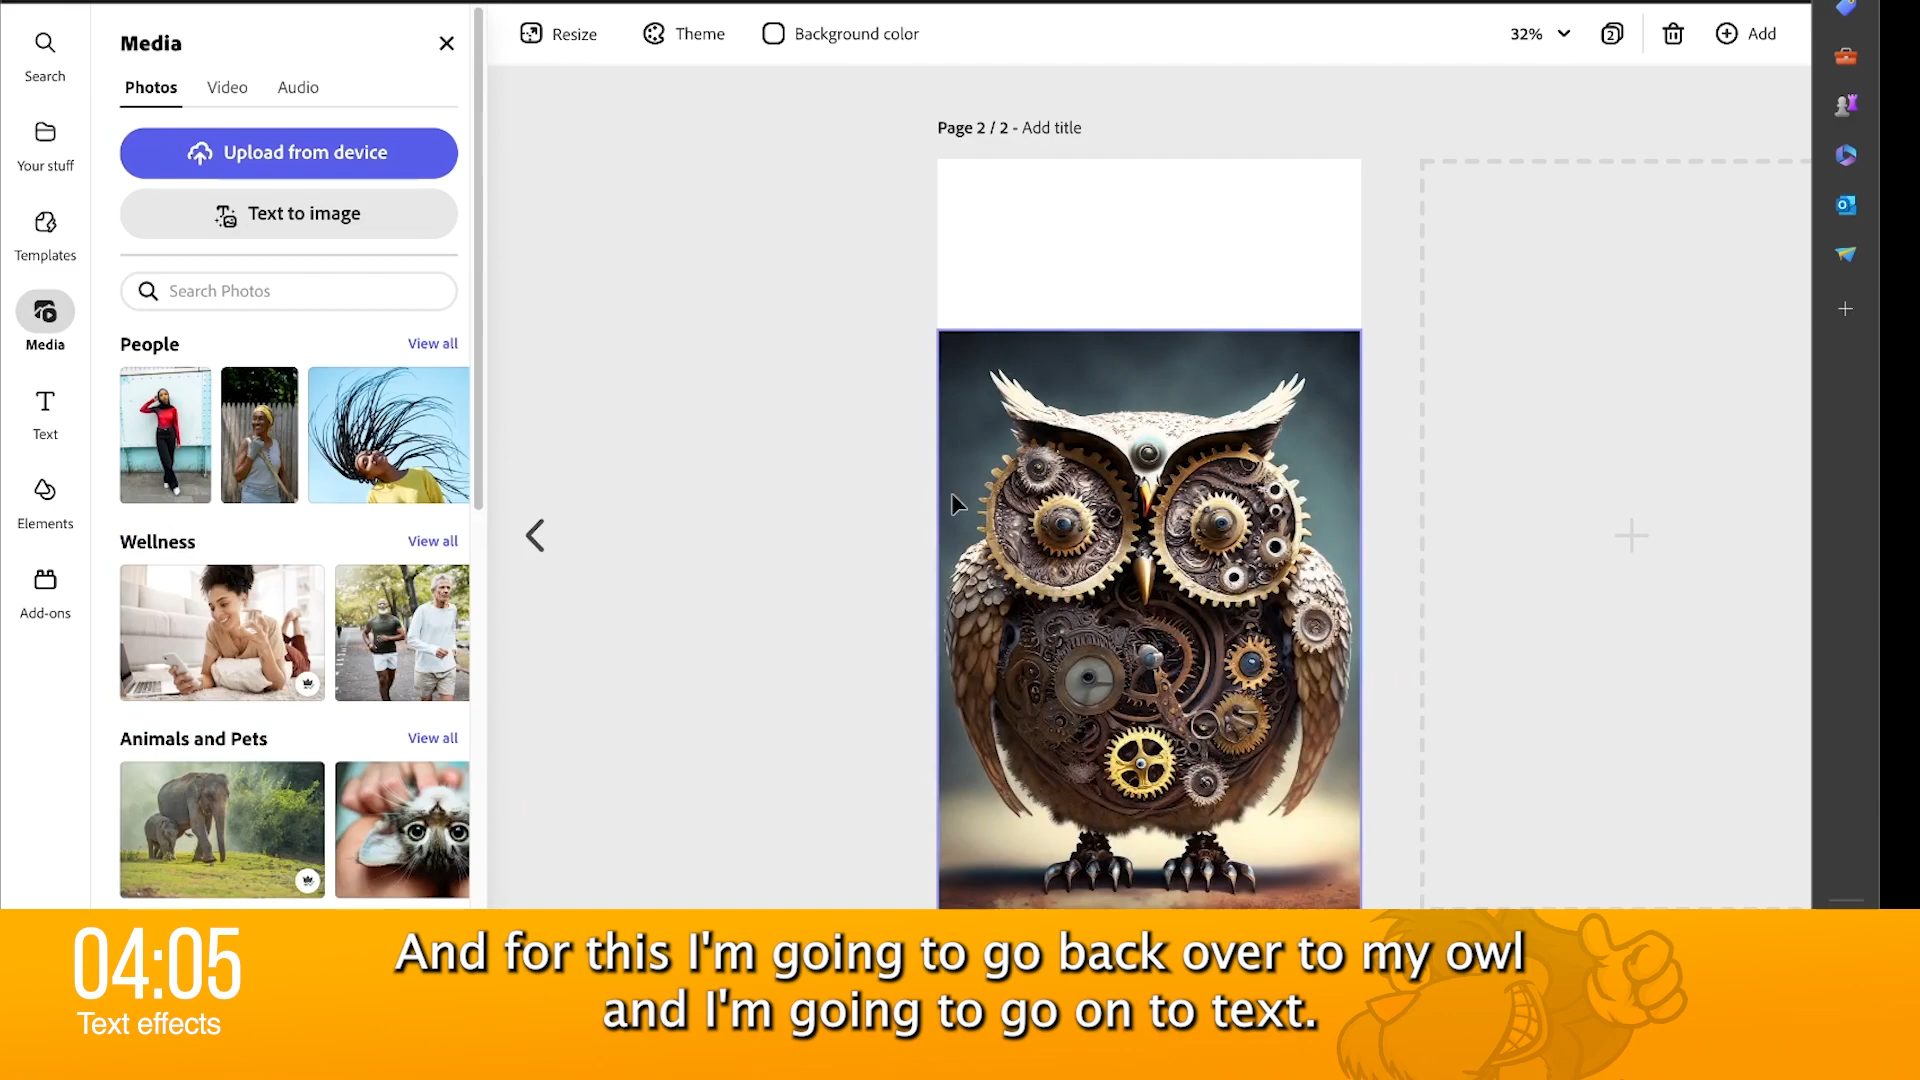 Search
Your stuff
Templates
Media
Text
Elements
Add-ons
Media
Photos Video Audio
Upload from device
Text to image
Search Photos
People View all
Wellness View all
Animals and Pets View all
Resize Theme Background color
32% 2 Add
Page 2 / 2 - Add title
04:05
Text effects
And for this I'm going to go back over to my owl
and I'm going to go on to text.